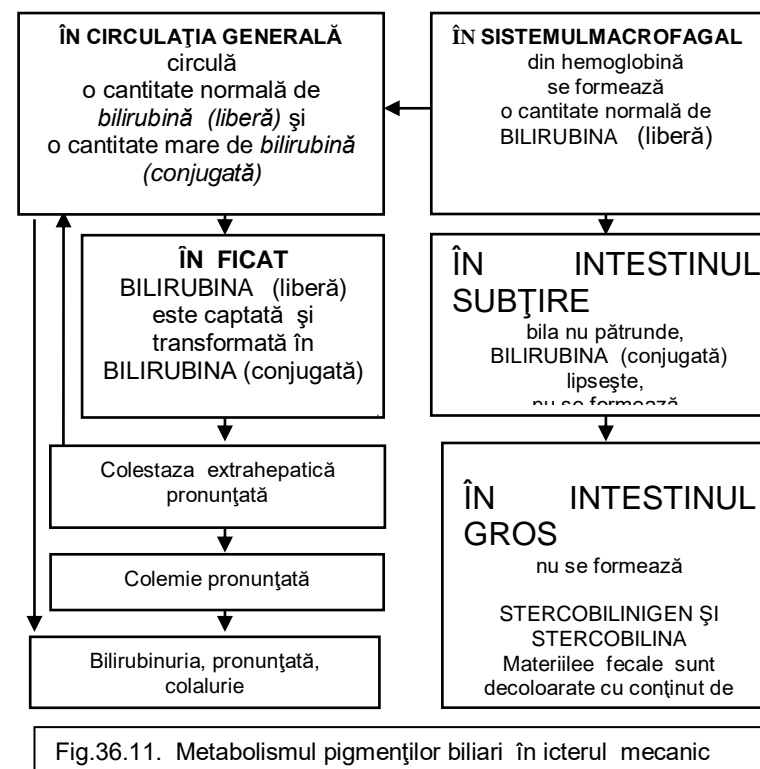 ÎN CIRCULAŢIA GENERALĂ
circulă
o cantitate normală de
bilirubină (liberă) şi
o cantitate mare de bilirubină
(conjugată)
ÎN SISTEMULMACROFAGAL
din hemoglobină
se formează
o cantitate normală de
BILIRUBINA (liberă)
ÎN FICAT
BILIRUBINA (liberă)
este captată şi
transformată în
BILIRUBINA (conjugată)
ÎN INTESTINUL
SUBŢIRE
bila nu pătrunde,
BILIRUBINA (conjugată)
lipseşte,
nu se formează
Colestaza extrahepatică
pronunţată
Colemie pronunţată
Bilirubinuria, pronunţată,
colalurie
ÎN INTESTINUL
GROS
nu se formează
STERCOBILINIGEN ŞI
STERCOBILINA
Materiilee fecale sunt
decoloarate cu conţinut de
Fig.36.11. Metabolismul pigmenţilor biliari în icterul mecanic